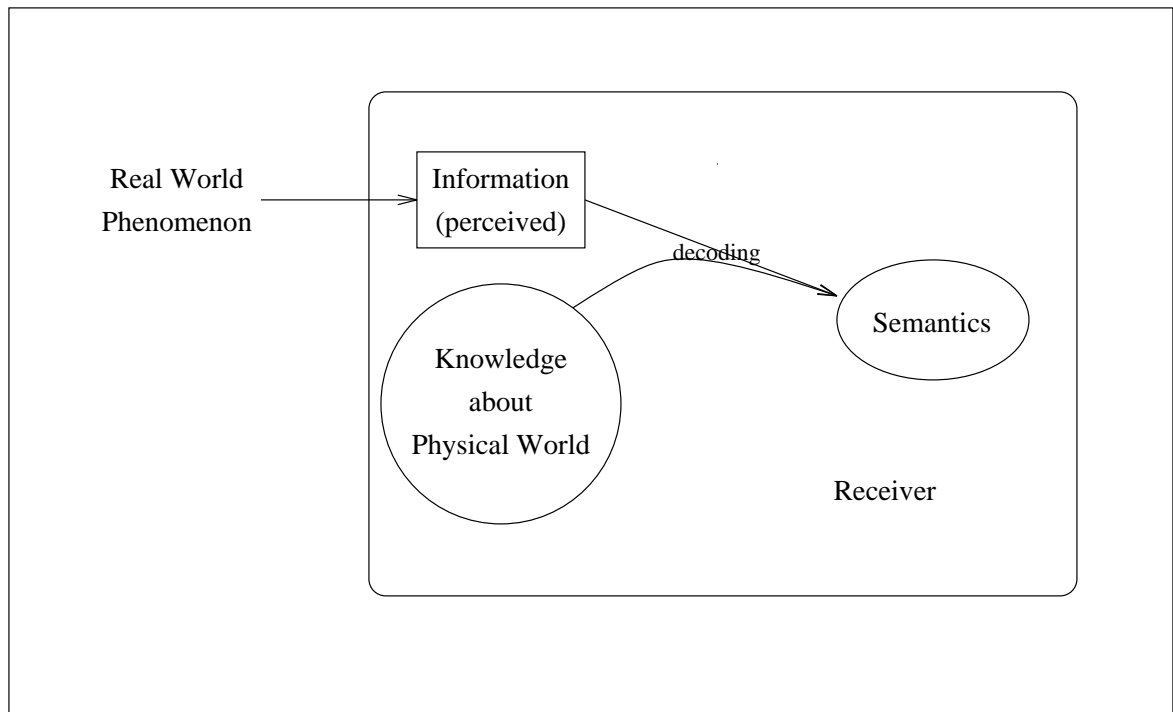 Real World
Phenomenon
Information
(perceived)
decoding
Semantics
Knowledge
about
Physical World
Receiver